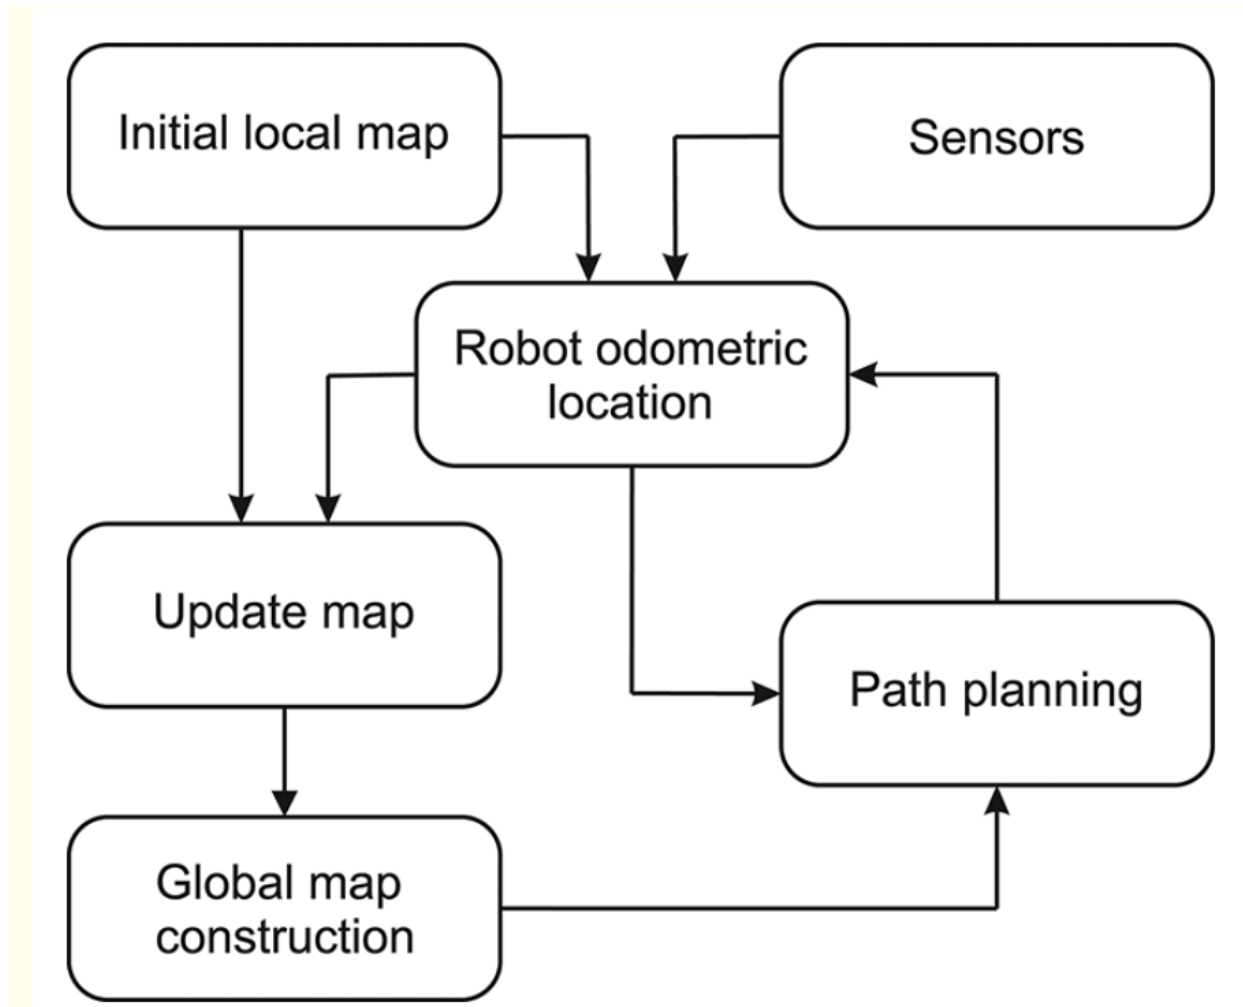 Initial local map
Sensors
Robot odometric
location
Update map
Path planning
Global map
construction